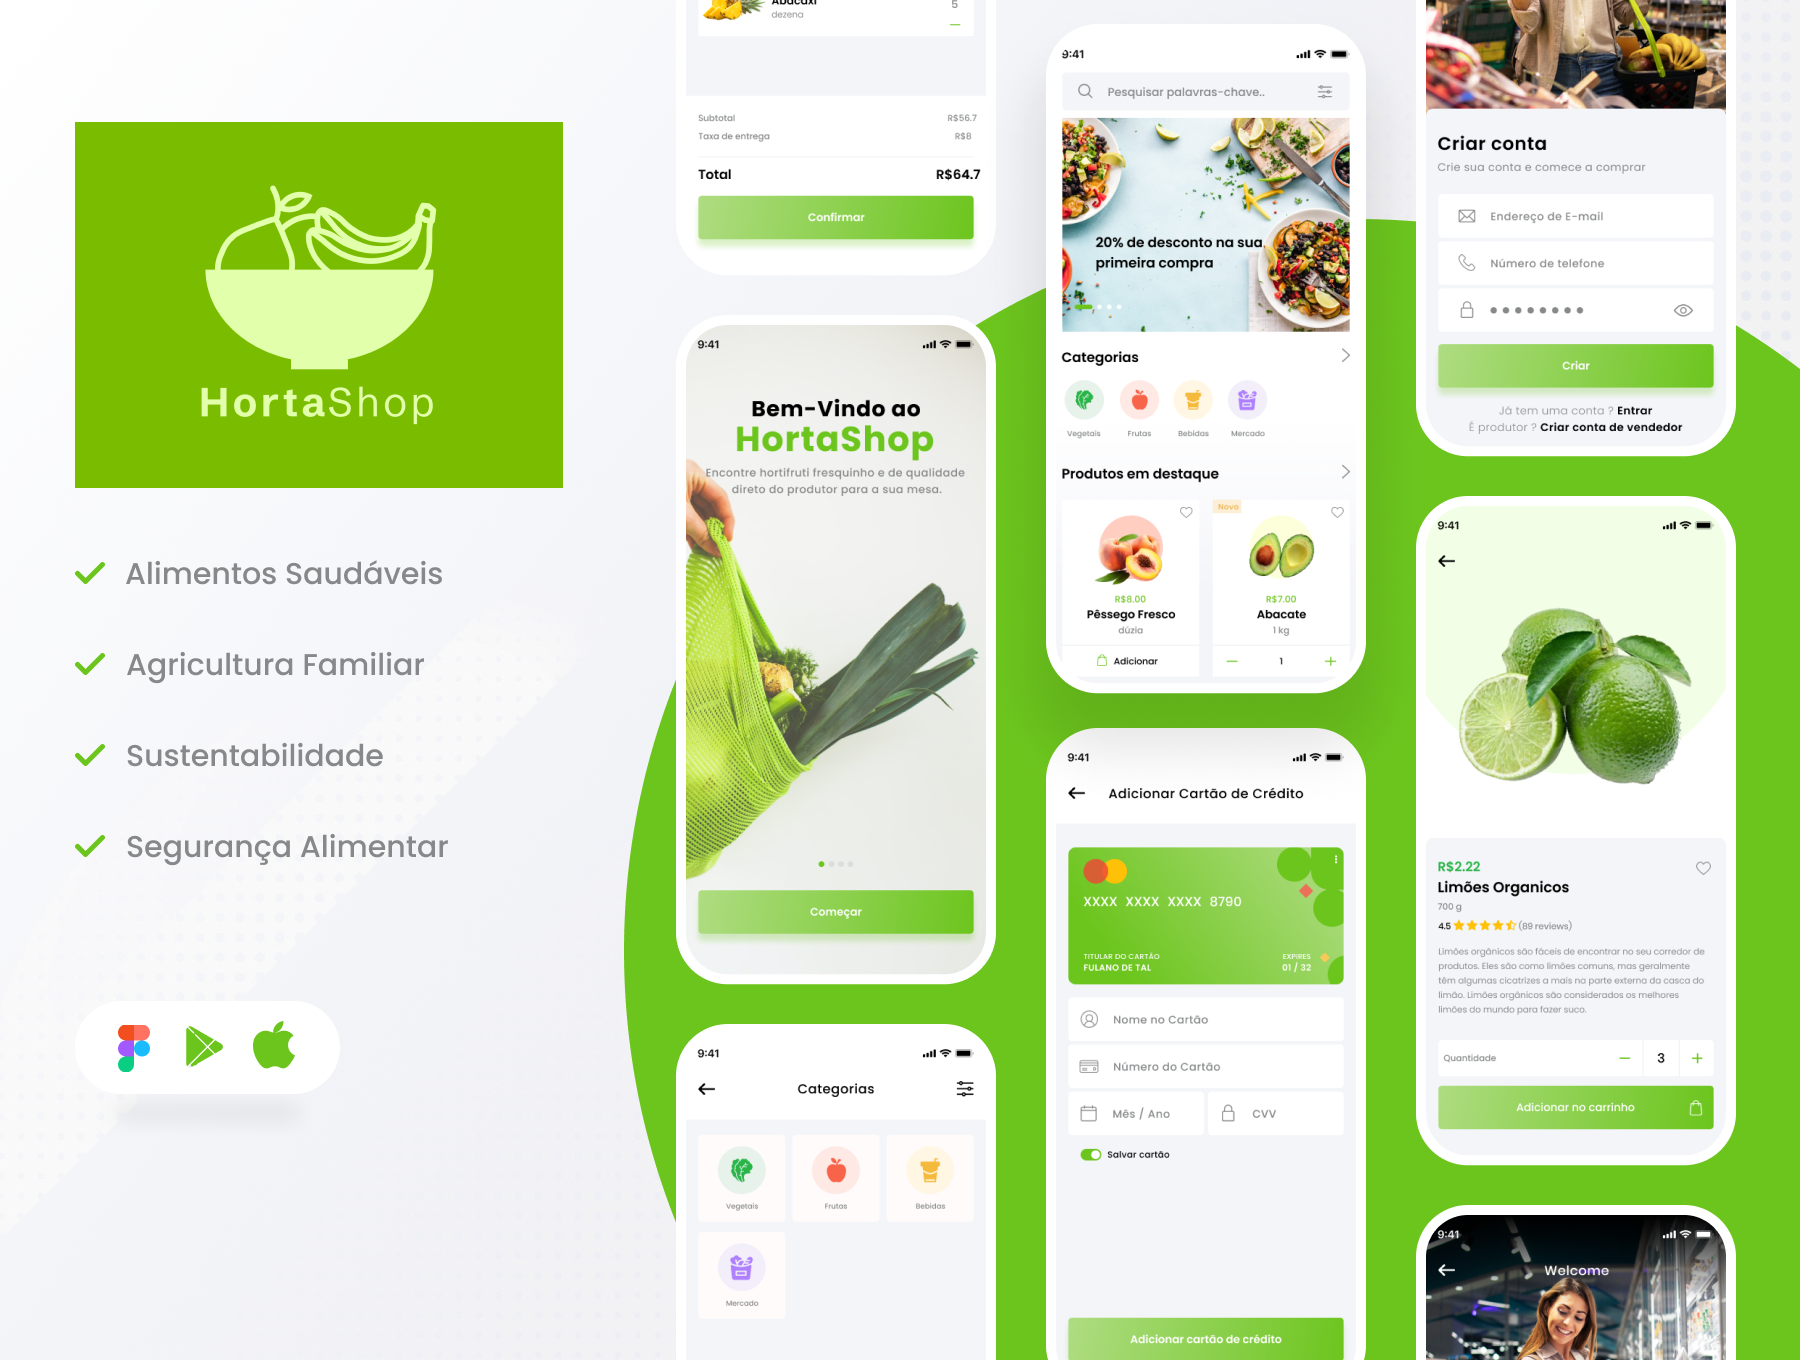 HortaShop
Alimentos Saudáveis
Agricultura Familiar
Sustentabilidade
Segurança Alimentar
Abacaxi
dezena
5
Subtotal
R$56.7
Taxa de entrega
R$8
Total
R$64.7
Confirmar
9:41
Bem-Vindo ao
HortaShop
Encontre hortifruti fresquinho e de qualidade
direto do produtor para a sua mesa.
Começar
9:41
Categorias
Vegetais
Frutas
Bebidas
Mercado
9:41
Pesquisar palavras-chave..
20% de desconto na sua
primeira compra
Categorias
Vegetais
Frutas
Bebidas
Mercado
Produtos em destaque
R$8.00
Pêssego Fresco
dúzia
Adicionar
Novo
R$7.00
Abacate
1 kg
1
9:41
Adicionar Cartão de Crédito
XXXX XXXX XXXX 8790
TITULAR DO CARTÃO
FULANO DE TAL
EXPIRES
01 / 32
Nome no Cartão
Número do Cartão
Mês / Ano
CVV
Salvar cartão
Adicionar cartão de crédito
Criar conta
Crie sua conta e comece a comprar
Endereço de E-mail
Número de telefone
Criar
Já tem uma conta ? Entrar
É produtor ? Criar conta de vendedor
9:41
R$2.22
Limões Organicos
700 g
4.5 (89 reviews)
Limões orgânicos são fáceis de encontrar no seu corredor de
produtos. Eles são como limões comuns, mas geralmente
têm algumas cicatrizes a mais na parte externa da casca do
limão. Limões orgânicos são considerados os melhores
limões do mundo para fazer suco.
Quantidade
3
Adicionar no carrinho
9:41
Welcome